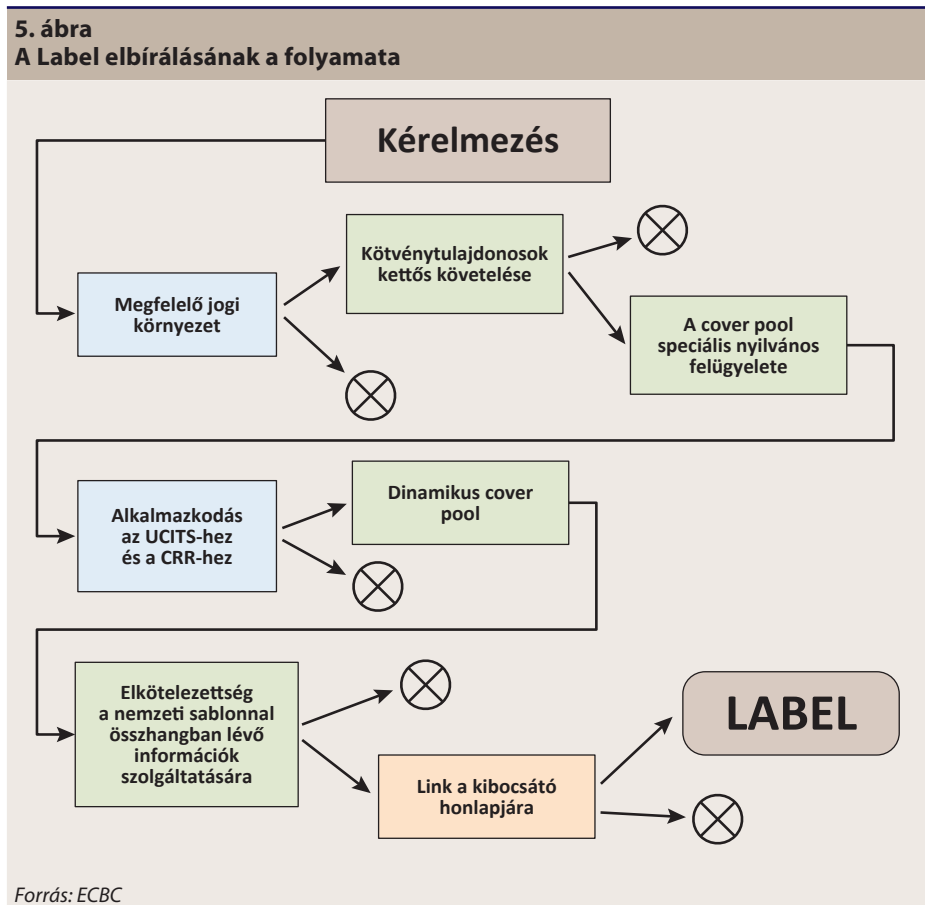 5. ábra
A Label elbírálásának a folyamata
Kérelmezés
Kötvénytulajdonosok
kettős követelése
Megfelelő jogi
környezet
A cover pool
speciális nyilvános
felügyelete
Dinamikus cover
pool
Alkalmazkodás
az UCITS-hez
és a CRR-hez
Elkötelezettség
a nemzeti sablonnal
összhangban lévő
információk
szolgáltatására
LABEL
Link a kibocsátó
honlapjára
Forrás: ECBC